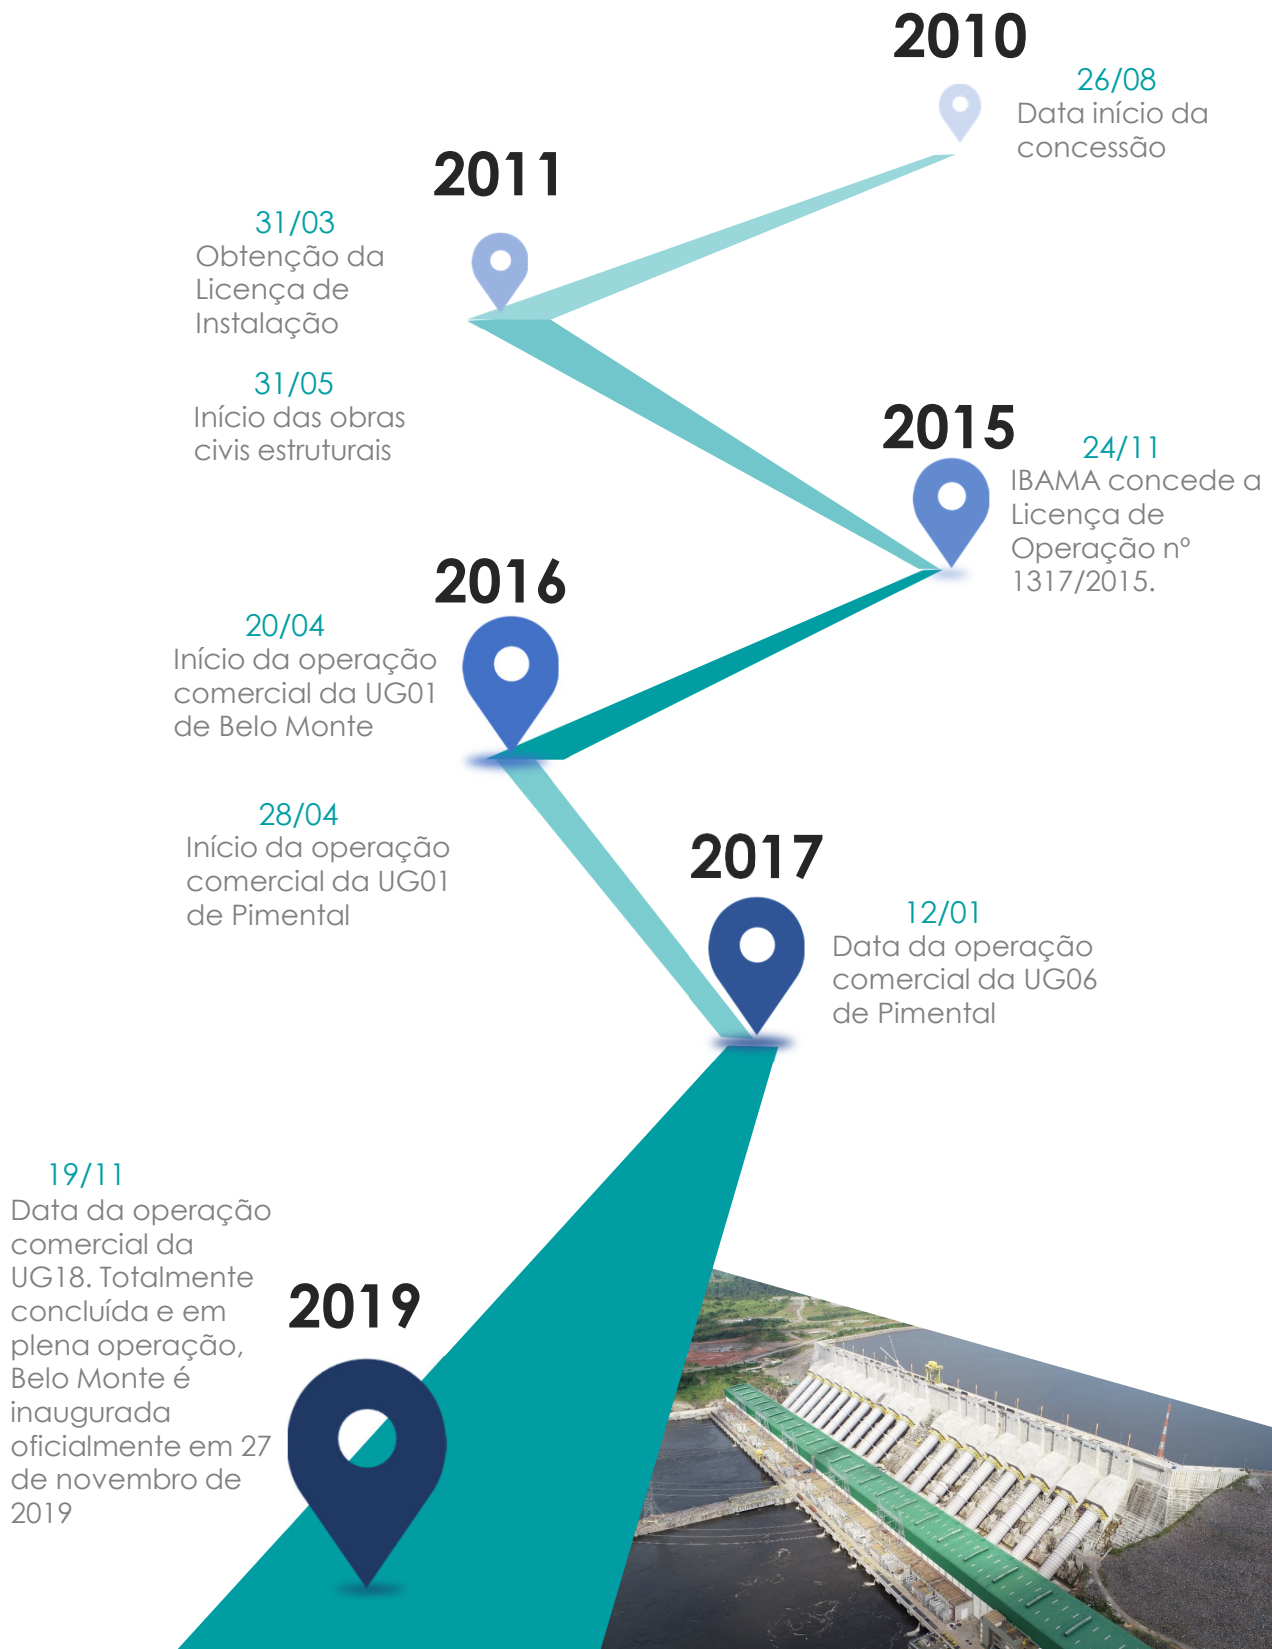 2010
26/08
Data início da
concessão
2011
31/03
Obtenção da
Licença de
Instalação
31/05
Início das obras
civis estruturais
2015
24/11
IBAMA concede a
Licença de
Operação nº
1317/2015.
2016
20/04
Início da operação
comercial da UG01
de Belo Monte
28/04
Início da operação
comercial da UG01
de Pimental
2017
12/01
Data da operação
comercial da UG06
de Pimental
2019
19/11
Data da operação
comercial da
UG18. Totalmente
concluída e em
plena operação,
Belo Monte é
inaugurada
oficialmente em 27
de novembro de
2019